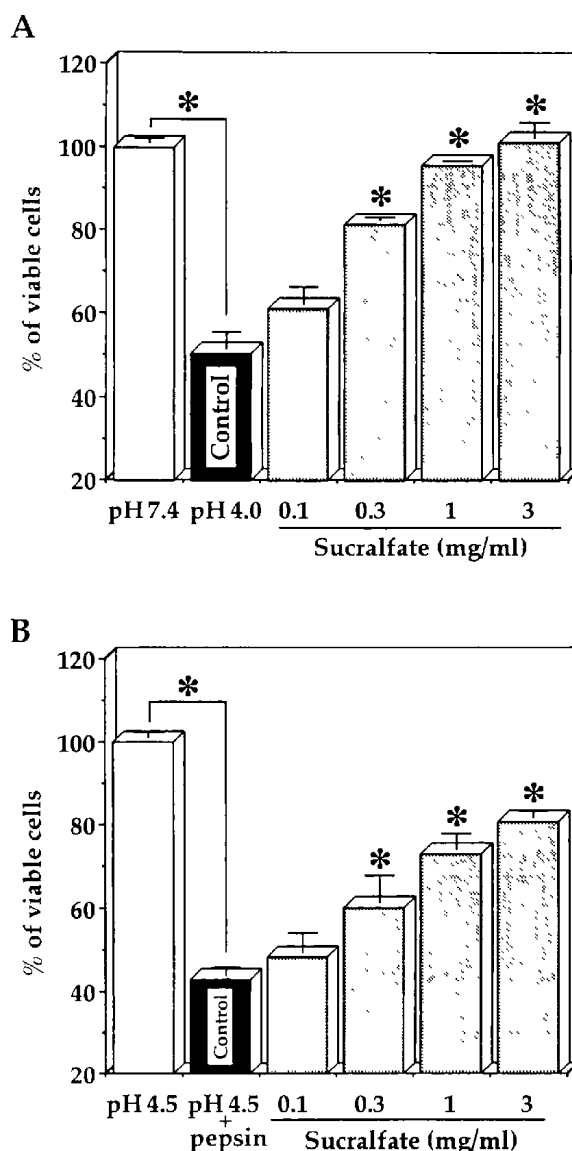 A
120
100
80
60
40
20
% of viable cells
*
*
*
*
Control
pH 7.4 pH 4.0 0.1 0.3 1 3
Sucralfate (mg/ml)
B
120
100
80
60
40
20
% of viable cells
*
*
*
*
Control
pH 4.5 pH 4.5 0.1 0.3 1 3
+
pepsin Sucralfate (mg/ml)